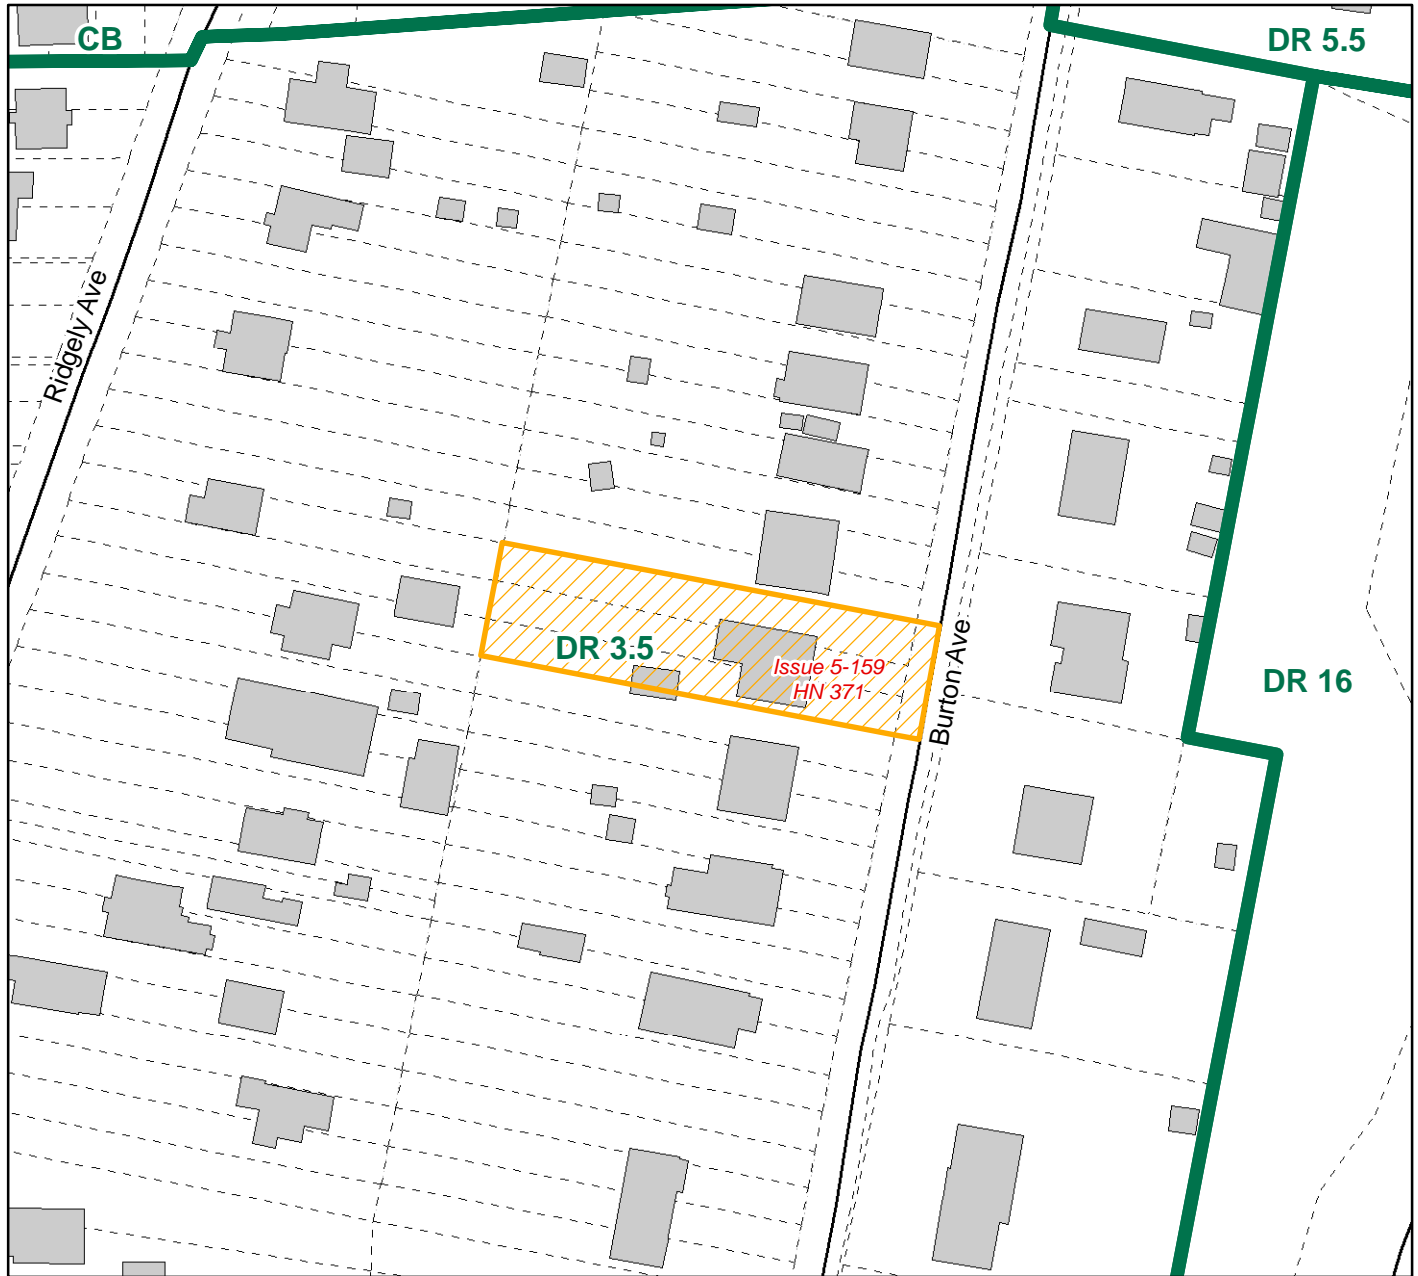 CB
DR 5.5
Ridgely Ave
DR 3.5
Issue 5-159
HN 371
Burton Ave
DR 16